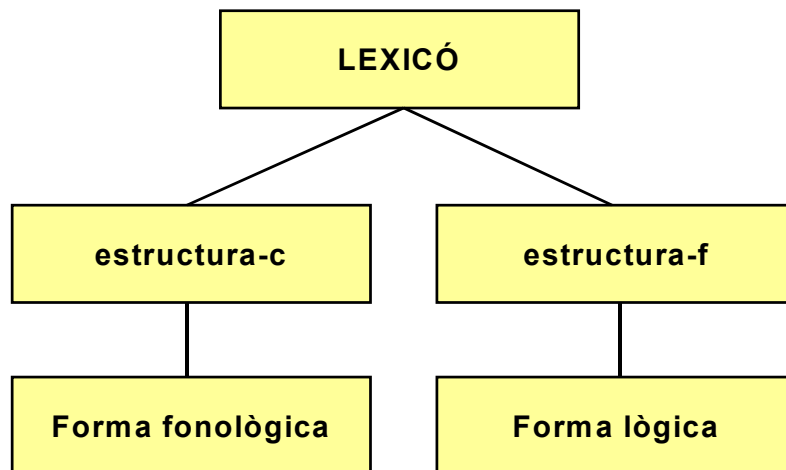 LEXICÓ
estructura-c
estructura-f
Forma fonològica
Forma lògica